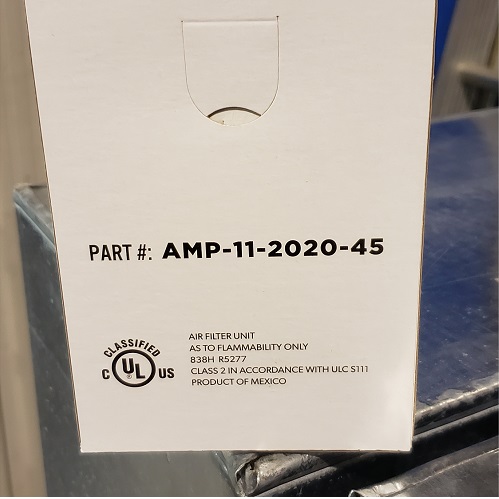 PART #: AMP-11-2020-45
CLASSIFIED
C UL US
®
AIR FILTER UNIT
AS TO FLAMMABILITY ONLY
838H R5277
CLASS 2 IN ACCORDANCE WITH ULC S111
PRODUCT OF MEXICO